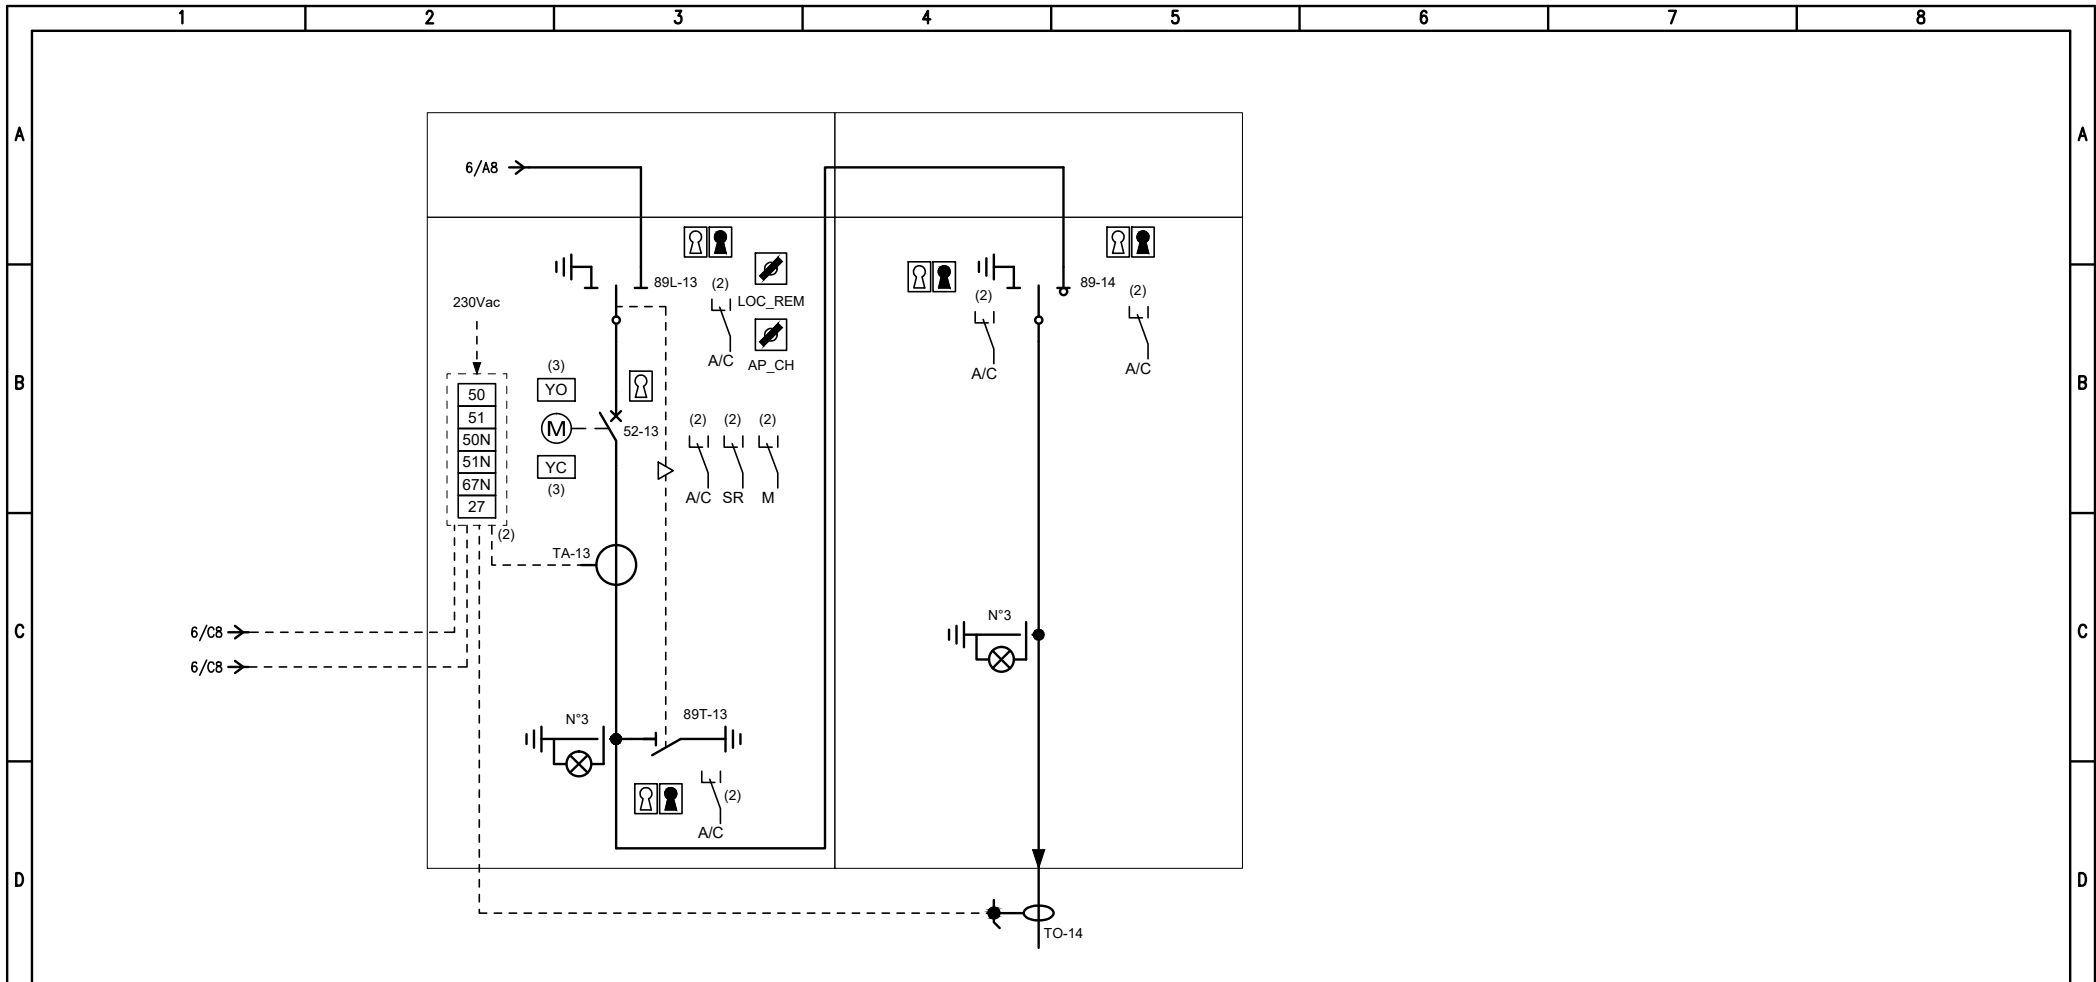 1 2 3 4 5 6 7 8
A A
6/A8
89L-13 (2)
LOC_REM
A/C
AP_CH
(2)
A/C
89-14
(2)
A/C
230Vac
B B
50
51
50N
51N
67N
27
(2)
(3)
YO
M
52-13
YC
(3)
(2) (2) (2)
A/C SR M
TA-13
C C
6/C8
6/C8
N°3
N°3
89T-13
(2)
A/C
D D
TO-14